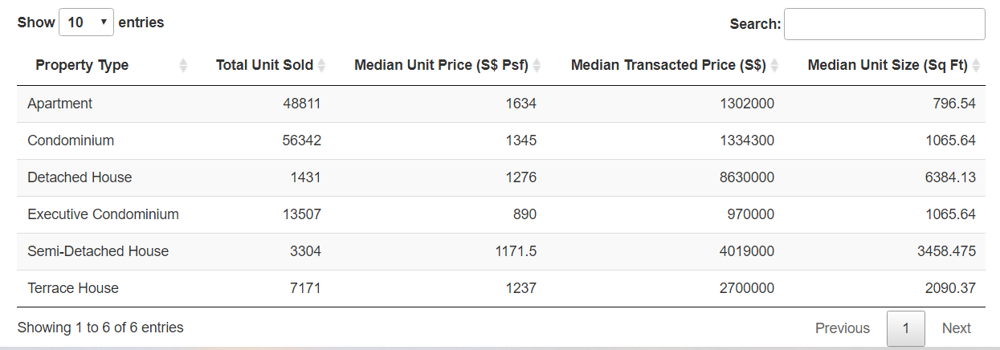 Show 10 entries Search:
Property Type Total Unit Sold Median Unit Price (S$ Psf) Median Transacted Price (S$) Median Unit Size (Sq Ft)
Apartment 48811 1634 1302000 796.54
Condominium 56342 1345 1334300 1065.64
Detached House 1431 1276 8630000 6384.13
Executive Condominium 13507 890 970000 1065.64
Semi-Detached House 3304 1171.5 4019000 3458.475
Terrace House 7171 1237 2700000 2090.37
Showing 1 to 6 of 6 entries Previous 1 Next